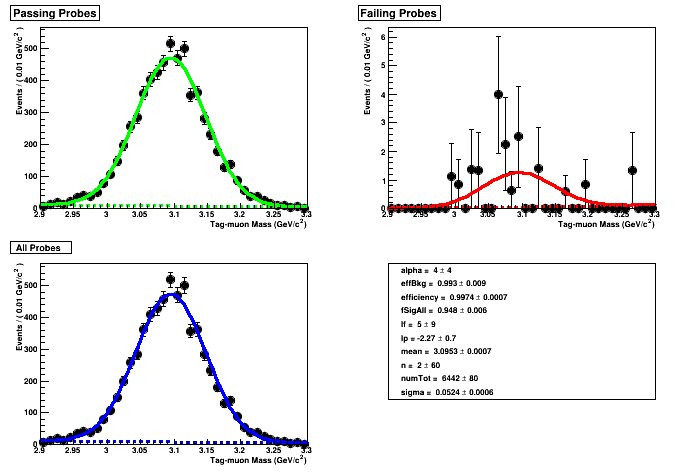 Passing Probes
Events / ( 0.01 GeV/c² )
500
400
300
200
100
0
2.9 2.95 3 3.05 3.1 3.15 3.2 3.25 3.3
Tag-muon Mass (GeV/c²)
Failing Probes
Events / ( 0.01 GeV/c² )
6
5
4
3
2
1
0
2.9 2.95 3 3.05 3.1 3.15 3.2 3.25 3.3
Tag-muon Mass (GeV/c²)
All Probes
Events / ( 0.01 GeV/c² )
500
400
300
200
100
0
2.9 2.95 3 3.05 3.1 3.15 3.2 3.25 3.3
Tag-muon Mass (GeV/c²)
alpha = 4 ± 4
effBkg = 0.993 ± 0.009
efficiency = 0.9974 ± 0.0007
fSigAll = 0.948 ± 0.006
lf = 5 ± 9
lp = -2.27 ± 0.7
mean = 3.0953 ± 0.0007
n = 2 ± 60
numTot = 6442 ± 80
sigma = 0.0524 ± 0.0006